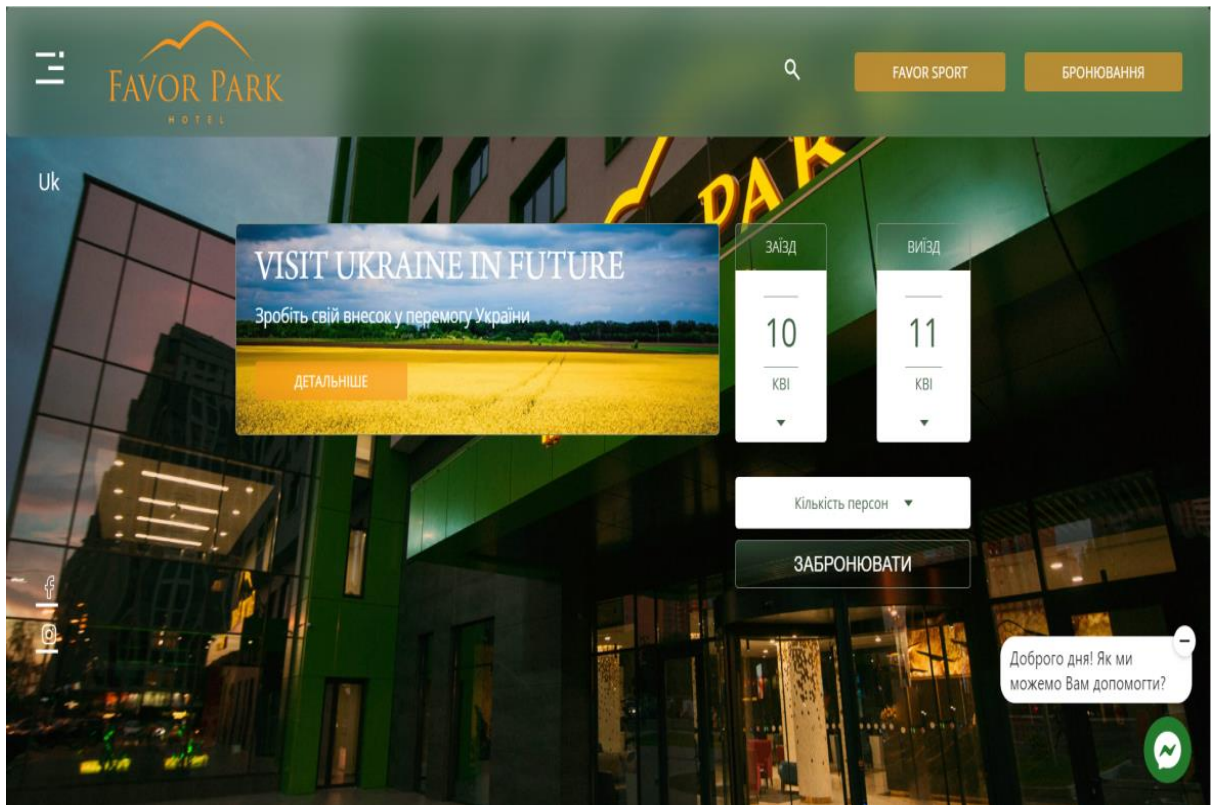 FAVOR PARK
HOTEL
FAVOR SPORT
БРОНЮВАННЯ
Uk
PARK
VISIT UKRAINE IN FUTURE
Зробіть свій внесок у перемогу України
ДЕТАЛЬНІШЕ
ЗАЇЗД
ВИЇЗД
10
11
КВІ
КВІ
Кількість персон
ЗАБРОНЮВАТИ
Доброго дня! Як ми
можемо Вам допомогти?